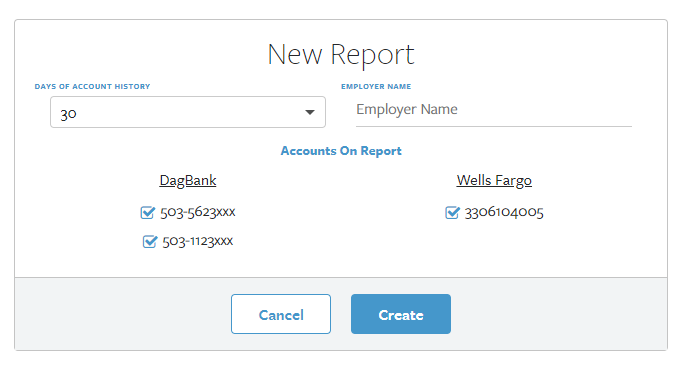 New Report
DAYS OF ACCOUNT HISTORY
30
EMPLOYER NAME
Employer Name
Accounts On Report
DagBank
503-5623xxx
503-1123xxx
Wells Fargo
3306104005
Cancel
Create